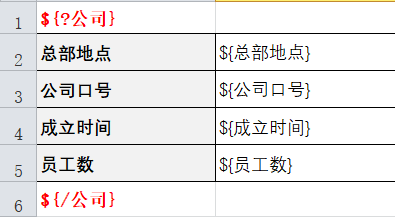 1 ${?公司}
2 总部地点 ${总部地点}
3 公司口号 ${公司口号}
4 成立时间 ${成立时间}
5 员工数 ${员工数}
6 ${/公司}